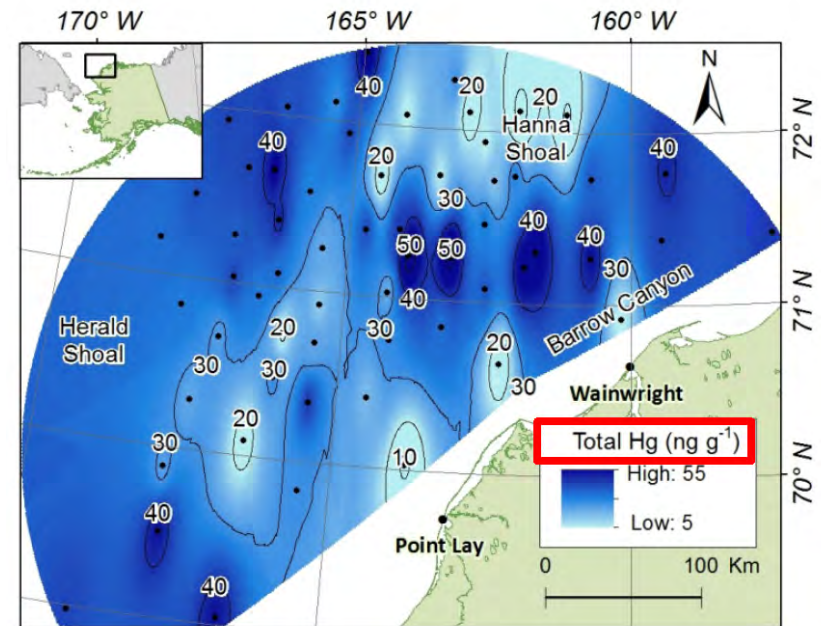 170° W
165° W
160° W
N
40
20
20
Hanna
Shoal
72° N
40
20
40
30
40
50
50
40
30
40
71° N
Barrow Canyon
Herald
Shoal
20
30
20
30
30
30
Wainwright
20
30
10
Total Hg (ng g-1)
High: 55
Low: 5
70° N
40
Point Lay
0
100 Km
40